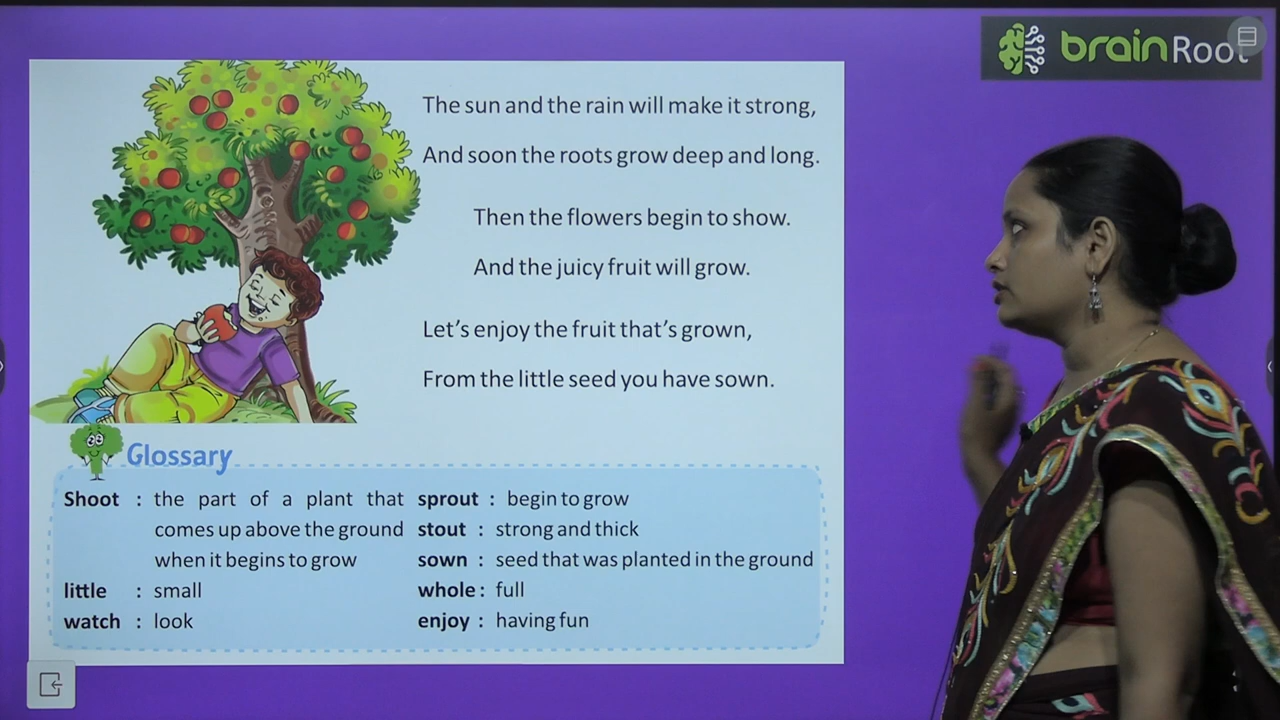 brainRoot
The sun and the rain will make it strong,
And soon the roots grow deep and long.
Then the flowers begin to show.
And the juicy fruit will grow.
Let's enjoy the fruit that's grown,
From the little seed you have sown.
Glossary
Shoot : the part of a plant that
comes up above the ground
when it begins to grow
little : small
watch : look
sprout : begin to grow
stout : strong and thick
sown : seed that was planted in the ground
whole : full
enjoy : having fun